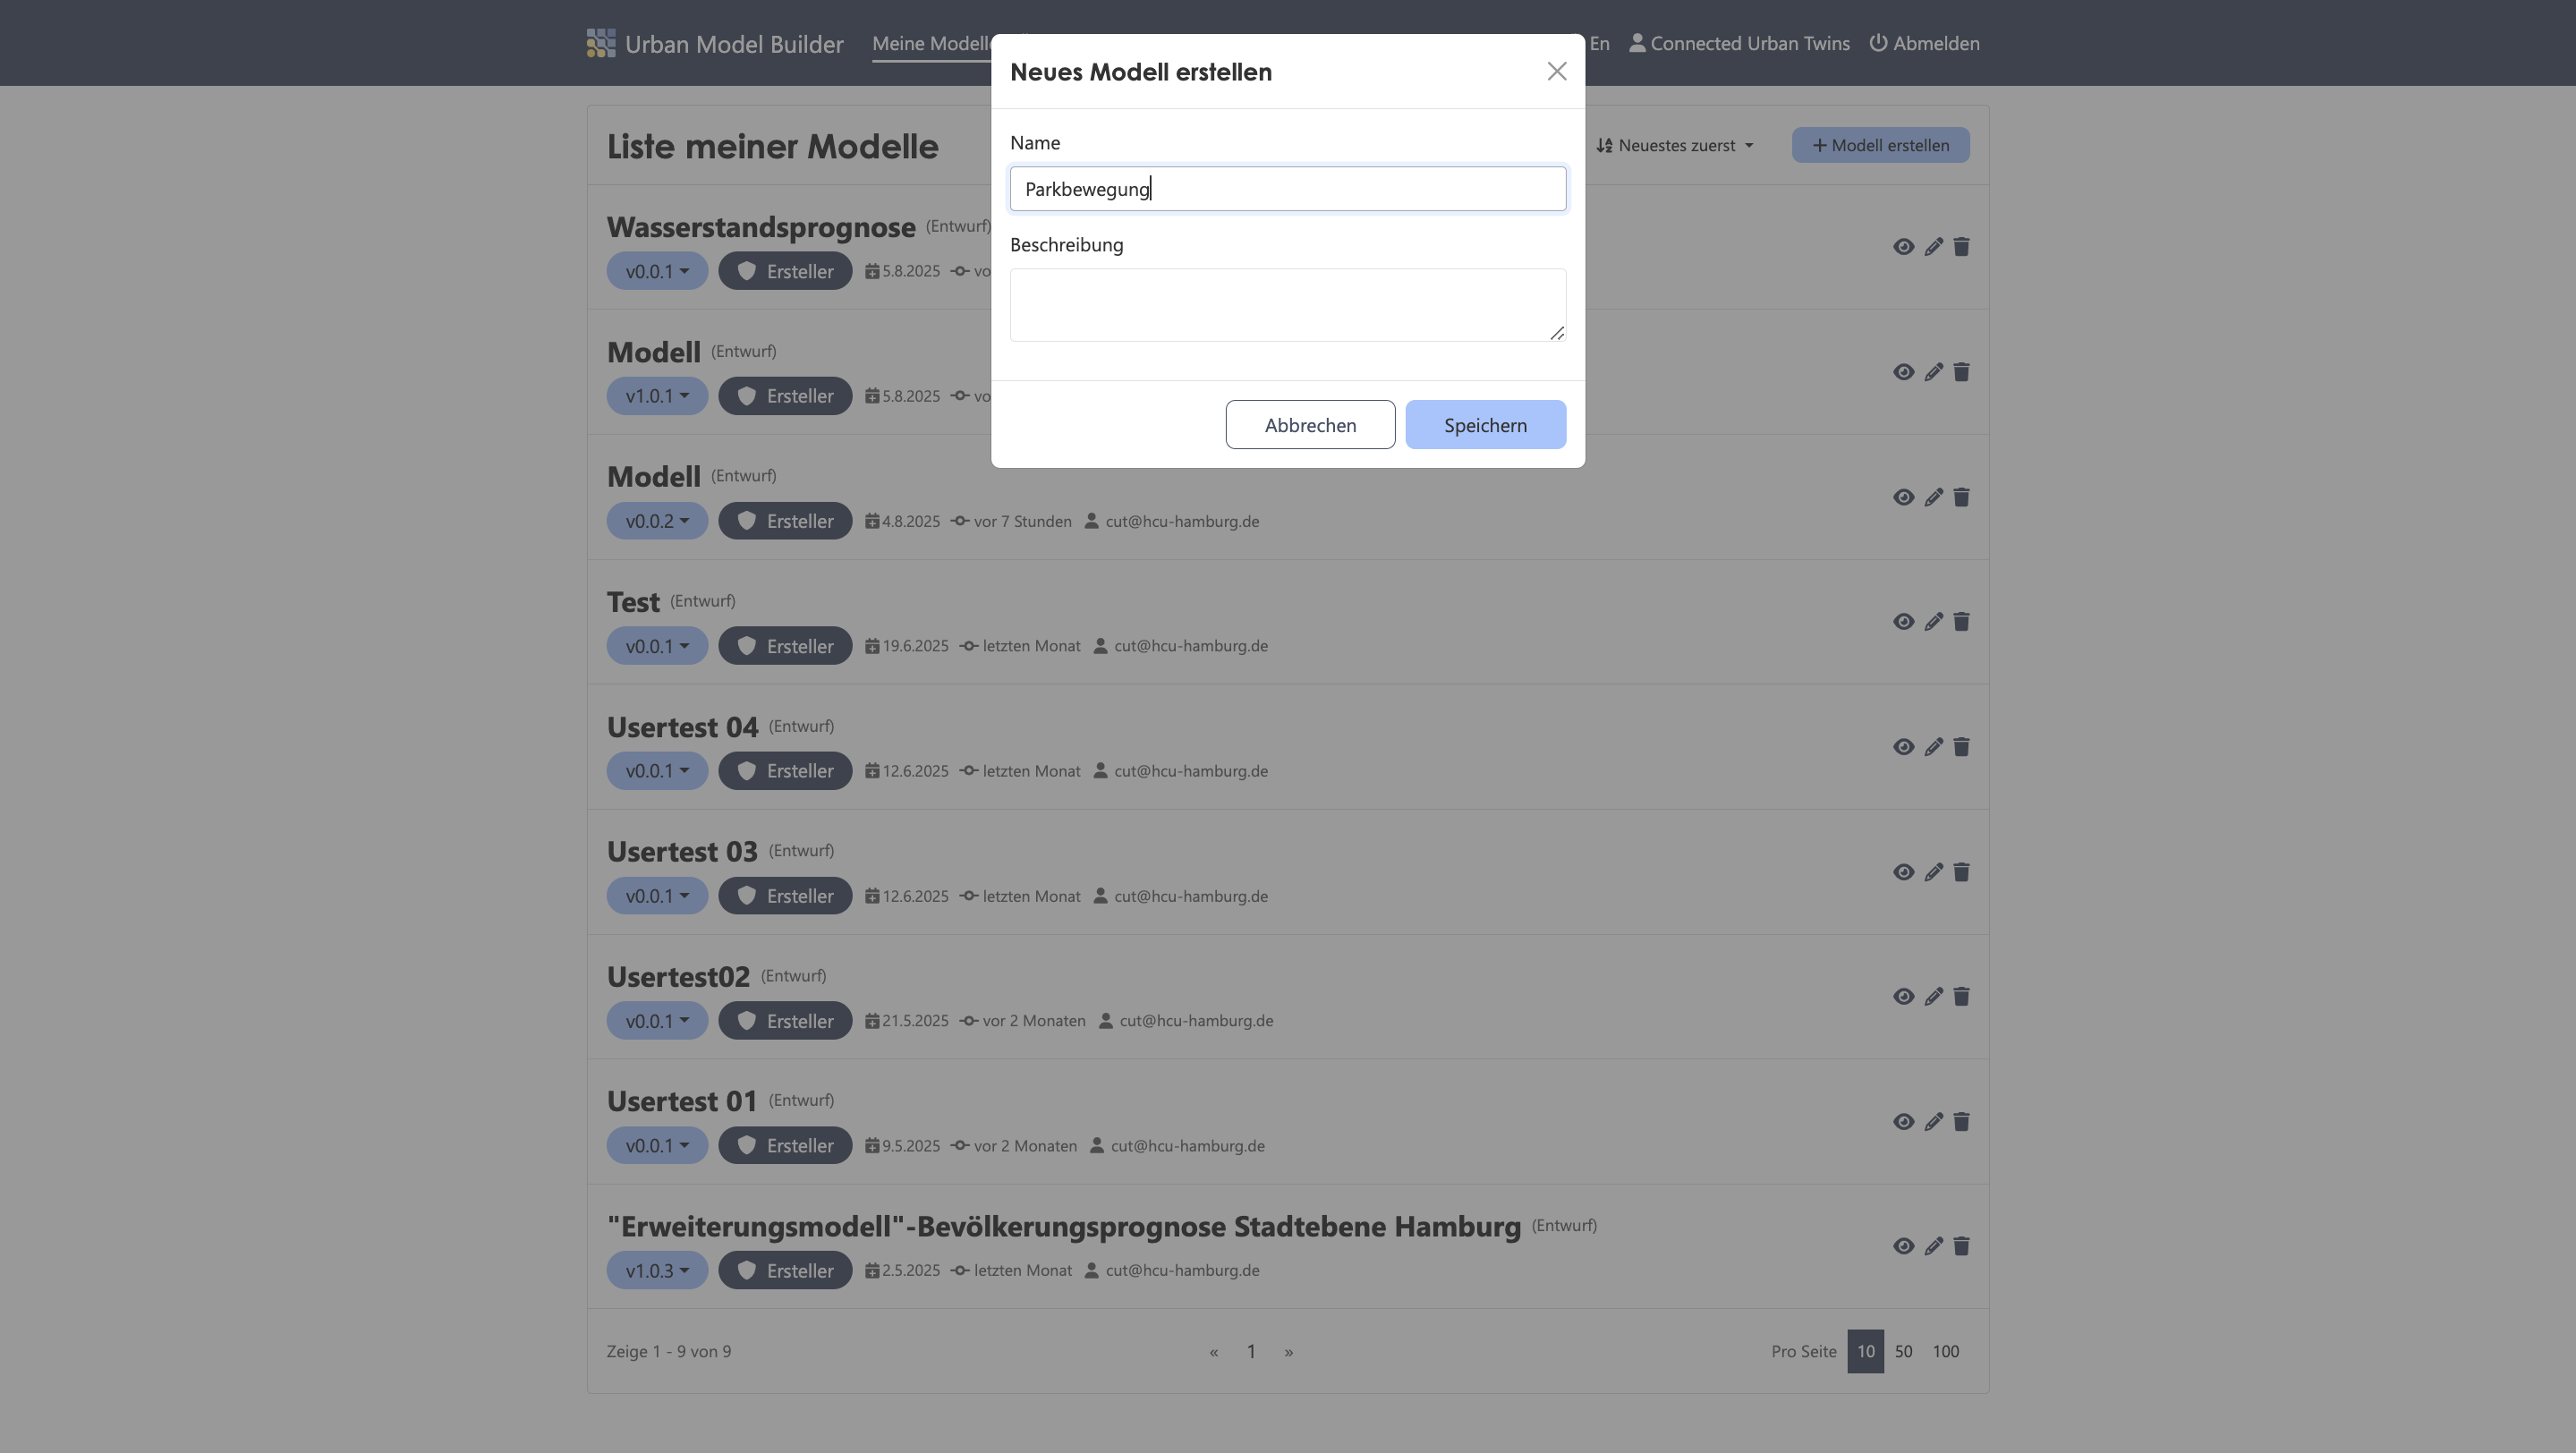 Urban Model Builder Meine Modelle En Connected Urban Twins Abmelden
Neues Modell erstellen
Name
Parkbewegung
Beschreibung
Abbrechen Speichern
Liste meiner Modelle Neuestes zuerst Modell erstellen
Wasserstandsprognose (Entwurf)
v0.0.1 Ersteller 5.8.2025 vo
Modell (Entwurf)
v1.0.1 Ersteller 5.8.2025 vo
Modell (Entwurf)
v0.0.2 Ersteller 4.8.2025 vor 7 Stunden cut@hcu-hamburg.de
Test (Entwurf)
v0.0.1 Ersteller 19.6.2025 letzten Monat cut@hcu-hamburg.de
Usertest 04 (Entwurf)
v0.0.1 Ersteller 12.6.2025 letzten Monat cut@hcu-hamburg.de
Usertest 03 (Entwurf)
v0.0.1 Ersteller 12.6.2025 letzten Monat cut@hcu-hamburg.de
Usertest02 (Entwurf)
v0.0.1 Ersteller 21.5.2025 vor 2 Monaten cut@hcu-hamburg.de
Usertest 01 (Entwurf)
v0.0.1 Ersteller 9.5.2025 vor 2 Monaten cut@hcu-hamburg.de
"Erweiterungsmodell"-Bevölkerungsprognose Stadtebene Hamburg (Entwurf)
v1.0.3 Ersteller 2.5.2025 letzten Monat cut@hcu-hamburg.de
Zeige 1 - 9 von 9 « 1 » Pro Seite 10 50 100